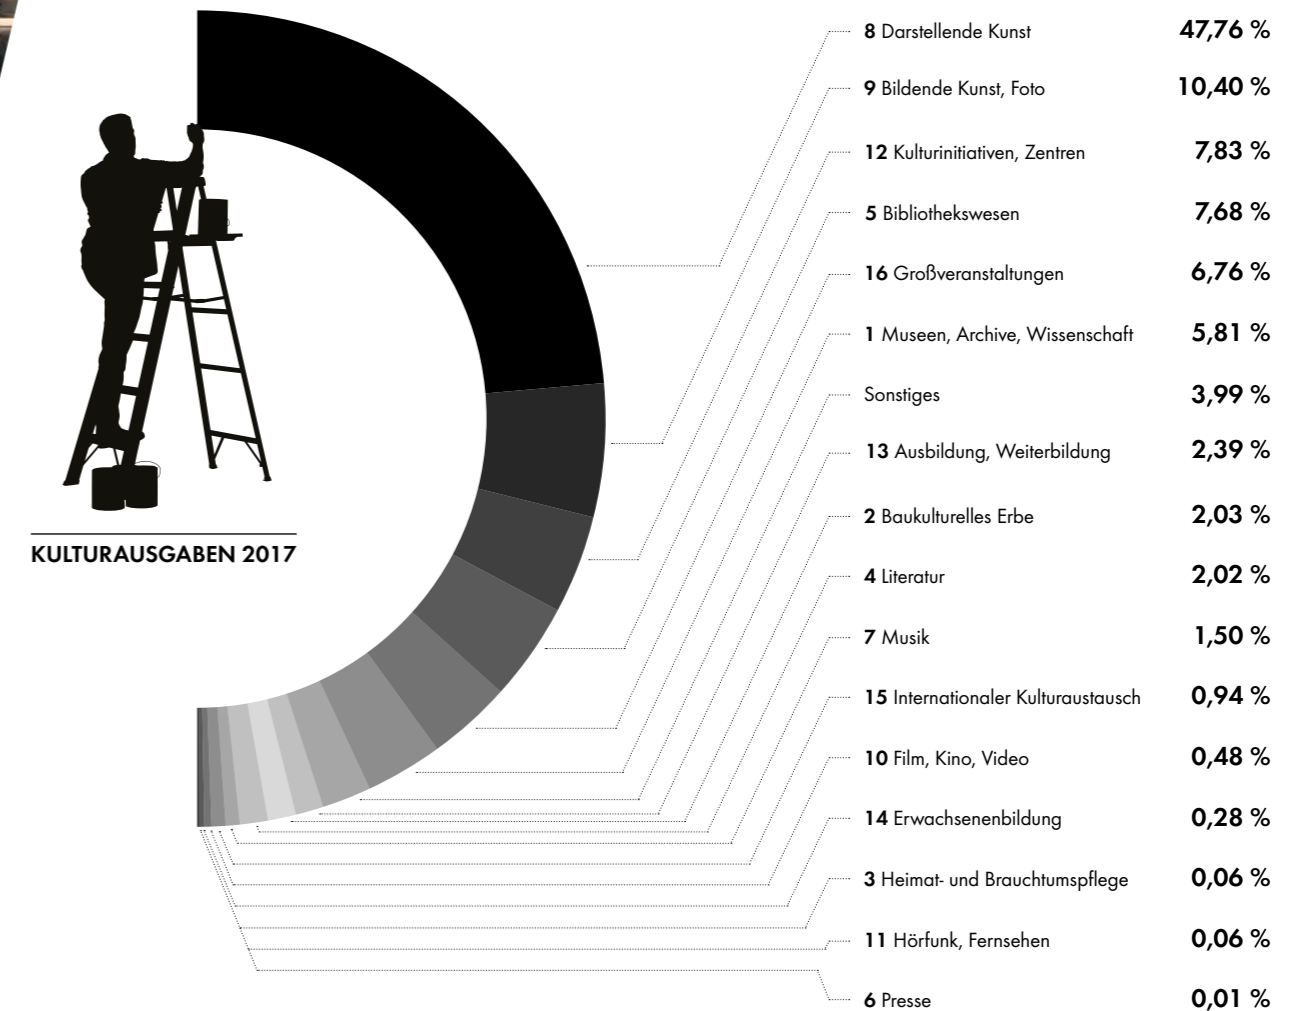 8 Darstellende Kunst 47,76 %
9 Bildende Kunst, Foto 10,40 %
12 Kulturinitiativen, Zentren 7,83 %
5 Bibliothekswesen 7,68 %
16 Großveranstaltungen 6,76 %
1 Museen, Archive, Wissenschaft 5,81 %
Sonstiges 3,99 %
13 Ausbildung, Weiterbildung 2,39 %
2 Baukulturelles Erbe 2,03 %
4 Literatur 2,02 %
7 Musik 1,50 %
15 Internationaler Kulturaustausch 0,94 %
10 Film, Kino, Video 0,48 %
14 Erwachsenenbildung 0,28 %
3 Heimat- und Brauchtumspflege 0,06 %
11 Hörfunk, Fernsehen 0,06 %
6 Presse 0,01 %
KULTURAUSGABEN 2017